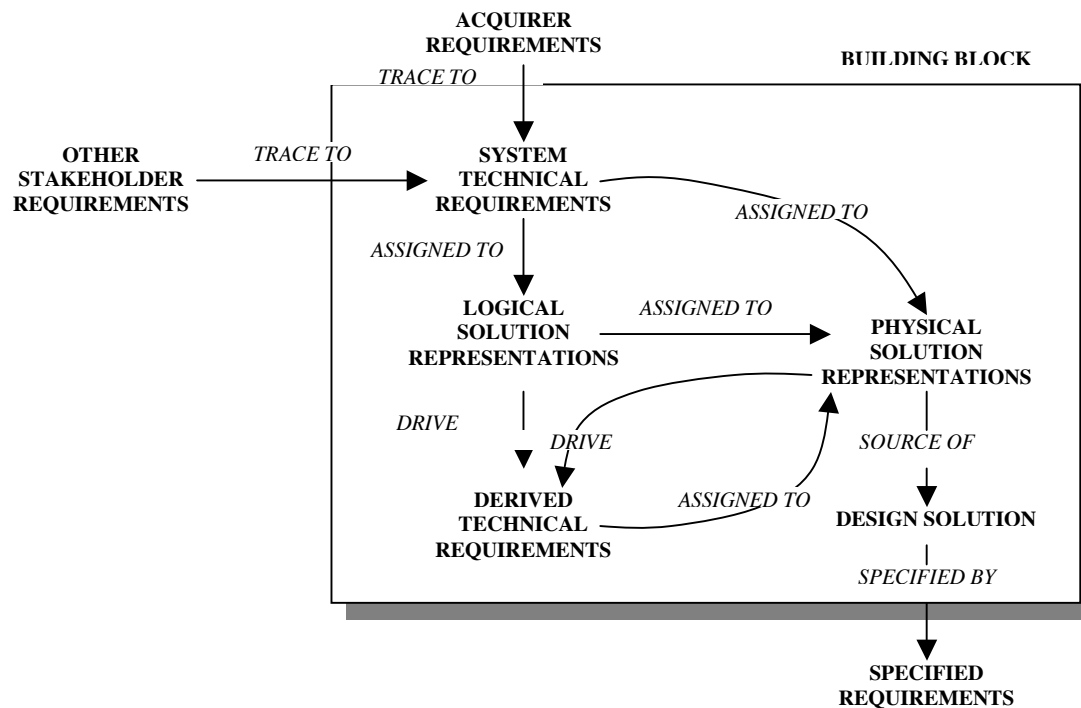 ACQUIRER
REQUIREMENTS
BUILDING BLOCK
TRACE TO
OTHER
STAKEHOLDER
REQUIREMENTS
TRACE TO
SYSTEM
TECHNICAL
REQUIREMENTS
ASSIGNED TO
ASSIGNED TO
LOGICAL
SOLUTION
REPRESENTATIONS
ASSIGNED TO
PHYSICAL
SOLUTION
REPRESENTATIONS
DRIVE
DRIVE
SOURCE OF
DERIVED
TECHNICAL
REQUIREMENTS
ASSIGNED TO
DESIGN SOLUTION
SPECIFIED BY
SPECIFIED
REQUIREMENTS